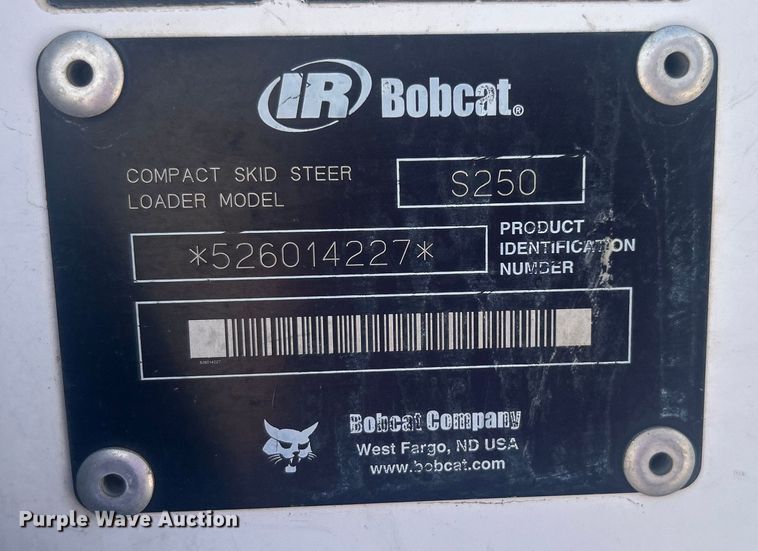 IR Bobcat®
COMPACT SKID STEER
LOADER MODEL
S250
*526014227*
PRODUCT
IDENTIFICATION
NUMBER
526014227
Bobcat Company
West Fargo, ND USA
www.bobcat.com
Purple Wave Auction